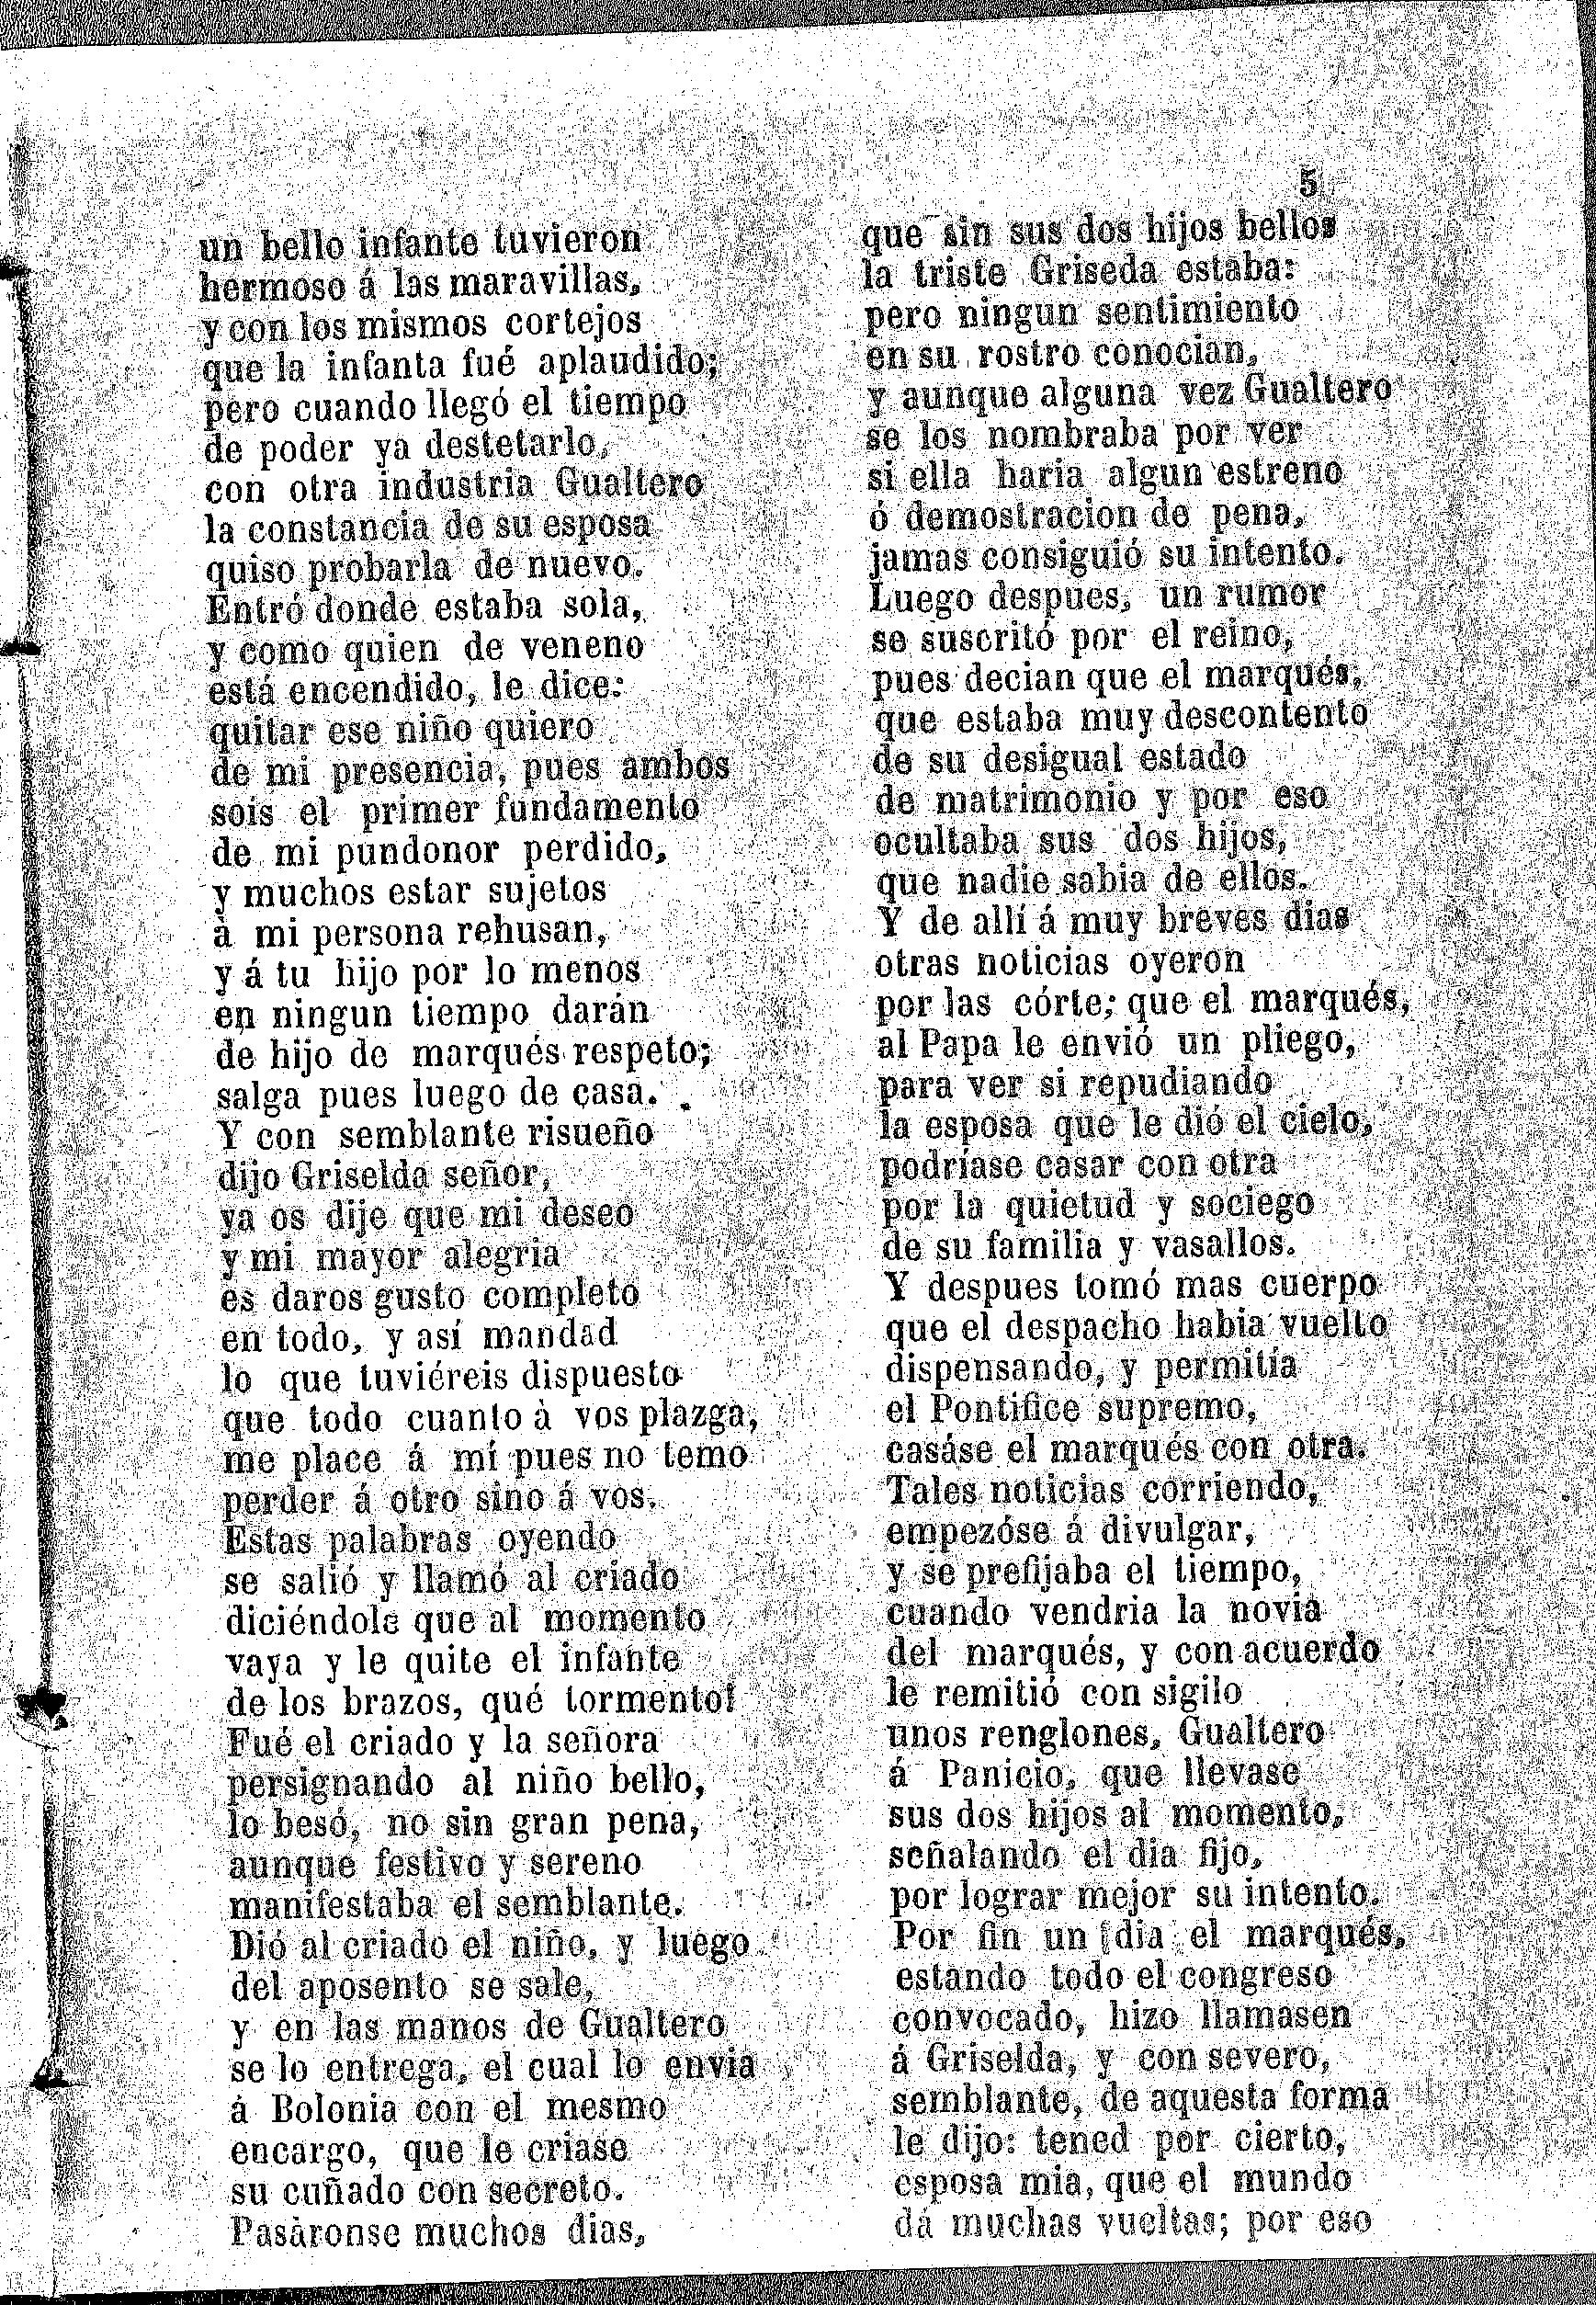 5
un bello infante tuvieron
hermoso á las maravillas,
y con los mismos cortejos
que la infanta fué aplaudido;
pero cuando llegó el tiempo
de poder ya destetarlo,
con otra industria Gualtero
la constancia de su esposa
quiso probarla de nuevo.
Entró donde estaba sola,
y como quien de veneno
está encendido, le dice:
quitar ese niño quiero
de mi presencia, pues ambos
sois el primer fundamento
de mi pundonor perdido,
y muchos estar sujetos
à mi persona rehusan,
y á tu hijo por lo menos
en ningun tiempo darán
de hijo de marqués respeto;
salga pues luego de casa.
Y con semblante risueño
dijo Griselda señor,
ya os dije que mi deseo
y mi mayor alegria
es daros gusto completo
en todo, y así mandad
lo que tuviéreis dispuesto
que todo cuanto à vos plazga,
me place á mí pues no temo
perder á otro sino á vos.
Estas palabras oyendo
se salió y llamó al criado
diciéndole que al momento
vaya y le quite el infante
de los brazos, qué tormento!
Fué el criado y la señora
persignando al niño bello,
lo besó, no sin gran pena,
aunque festivo y sereno
manifestaba el semblante.
Dió al criado el niño, y luego
del aposento se sale,
y en las manos de Gualtero
se lo entrega, el cual lo envia
á Bolonia con el mesmo
encargo, que le criase
su cuñado con secreto.
Pasàronse muchos dias,
que sin sus dos hijos bellos
la triste Griseda estaba:
pero ningun sentimiento
en su rostro conocian,
y aunque alguna vez Gualtero
se los nombraba por ver
si ella haria algun estreno
ó demostracion de pena,
jamas consiguió su intento.
Luego despues, un rumor
se suscritó por el reino,
pues decian que el marqués,
que estaba muy descontento
de su desigual estado
de matrimonio y por eso
ocultaba sus dos hijos,
que nadie sabia de ellos.
Y de allí á muy breves dias
otras noticias oyeron
por las córte; que el marqués,
al Papa le envió un pliego,
para ver si repudiando
la esposa que le dió el cielo,
podríase casar con otra
por la quietud y sociego
de su familia y vasallos.
Y despues tomó mas cuerpo
que el despacho habia vuelto
dispensando, y permitía
el Pontifice supremo,
casáse el marqués con otra.
Tales noticias corriendo,
empezóse á divulgar,
y se prefijaba el tiempo,
cuando vendria la novia
del marqués, y con acuerdo
le remitió con sigilo
unos renglones, Gualtero
á Panicio, que llevase
sus dos hijos al momento,
señalando el dia fijo,
por lograr mejor su intento.
Por fin un dia el marqués,
estando todo el congreso
convocado, hizo llamasen
á Griselda, y con severo,
semblante, de aquesta forma
le dijo: tened por cierto,
esposa mia, que el mundo
dá muchas vueltas; por eso